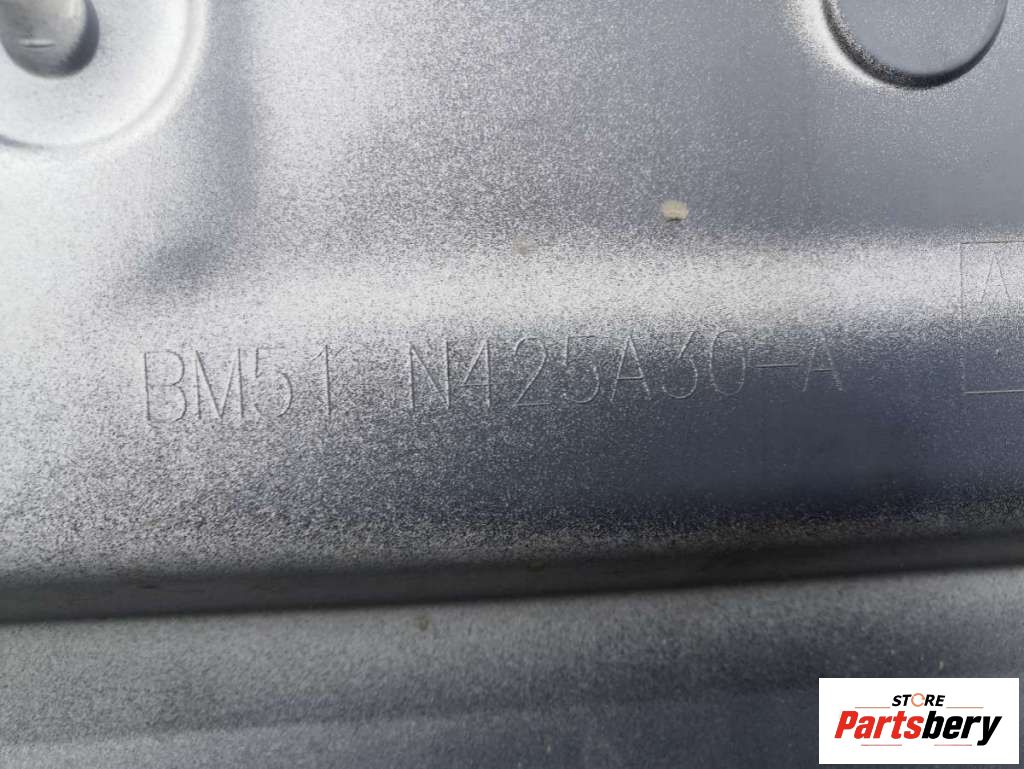 BM51 N425A30-A
A
STORE
Partsbery